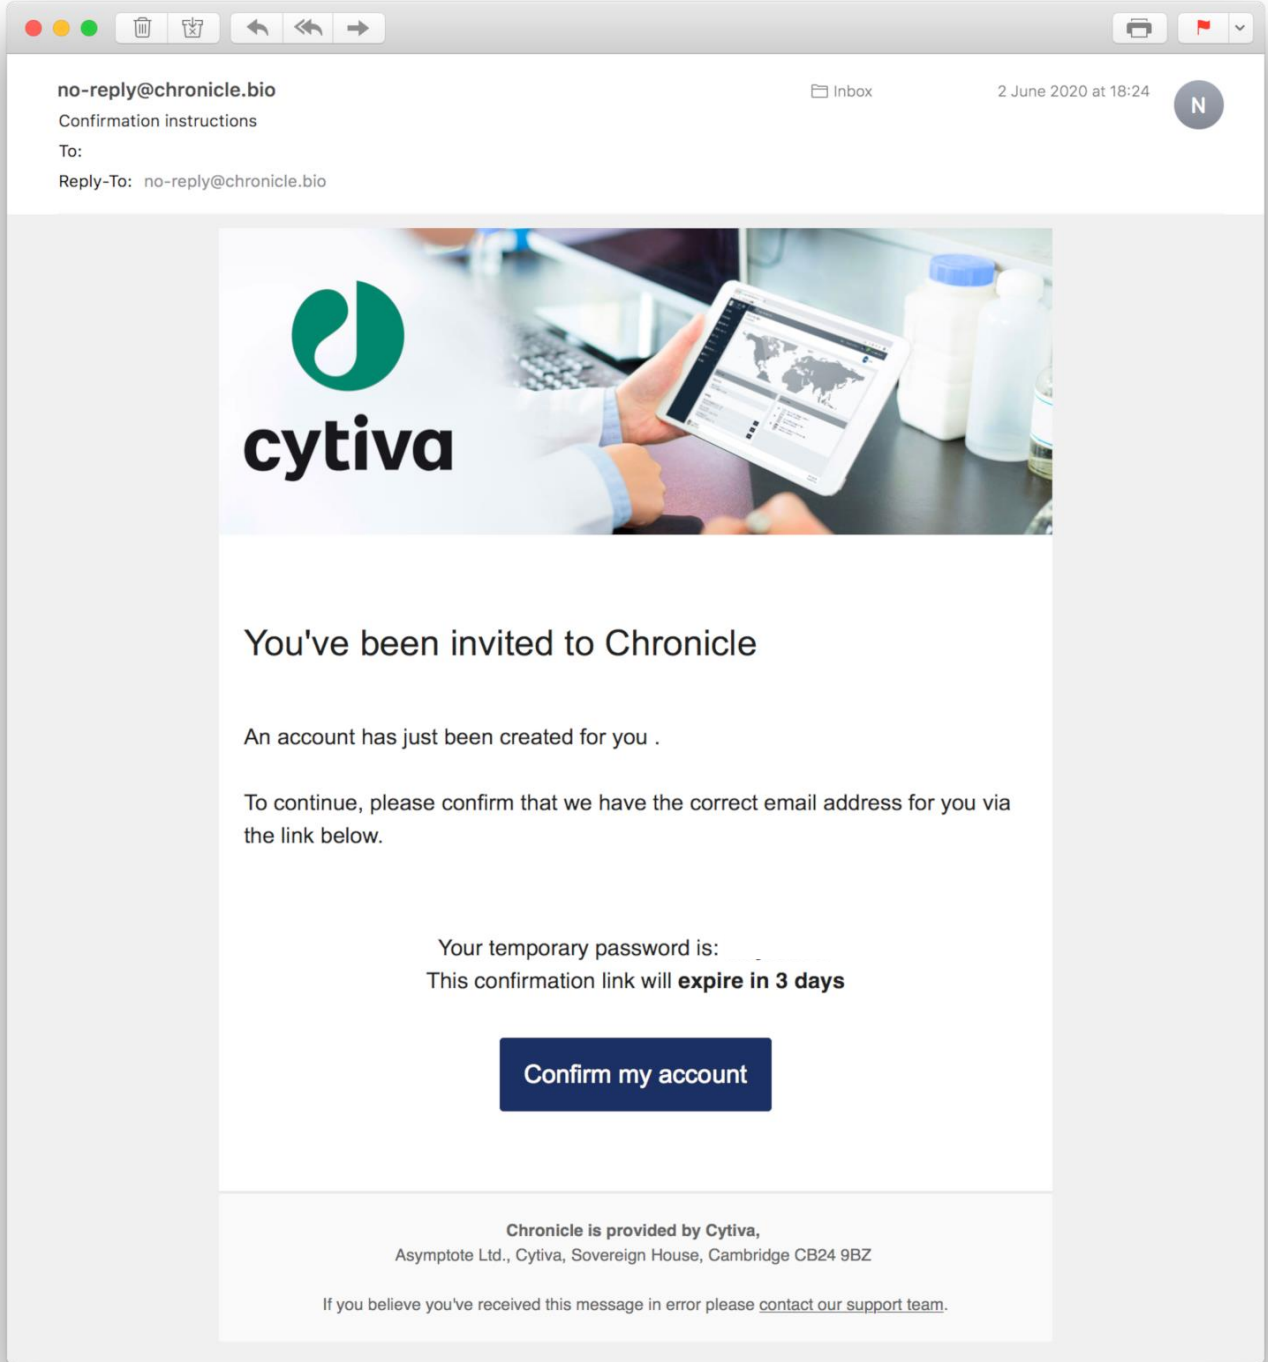 no-reply@chronicle.bio
Inbox
2 June 2020 at 18:24
N
Confirmation instructions
To:
Reply-To: no-reply@chronicle.bio
cytiva
You've been invited to Chronicle
An account has just been created for you .
To continue, please confirm that we have the correct email address for you via
the link below.
Your temporary password is:
This confirmation link will expire in 3 days
Confirm my account
Chronicle is provided by Cytiva,
Asymptote Ltd., Cytiva, Sovereign House, Cambridge CB24 9BZ
If you believe you've received this message in error please contact our support team.